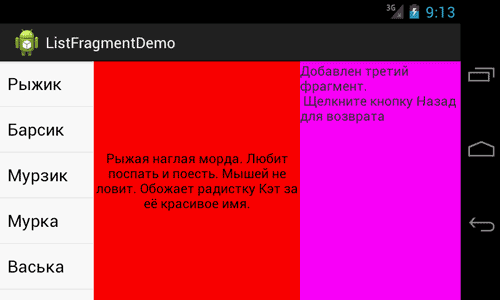 3G 9:13
ListFragmentDemo
Рыжик
Барсик
Мурзик
Мурка
Васька
Рыжая наглая морда. Любит
поспать и поесть. Мышей не
ловит. Обожает радистку Кэт за
её красивое имя.
Добавлен третий
фрагмент.
Щелкните кнопку Назад
для возврата